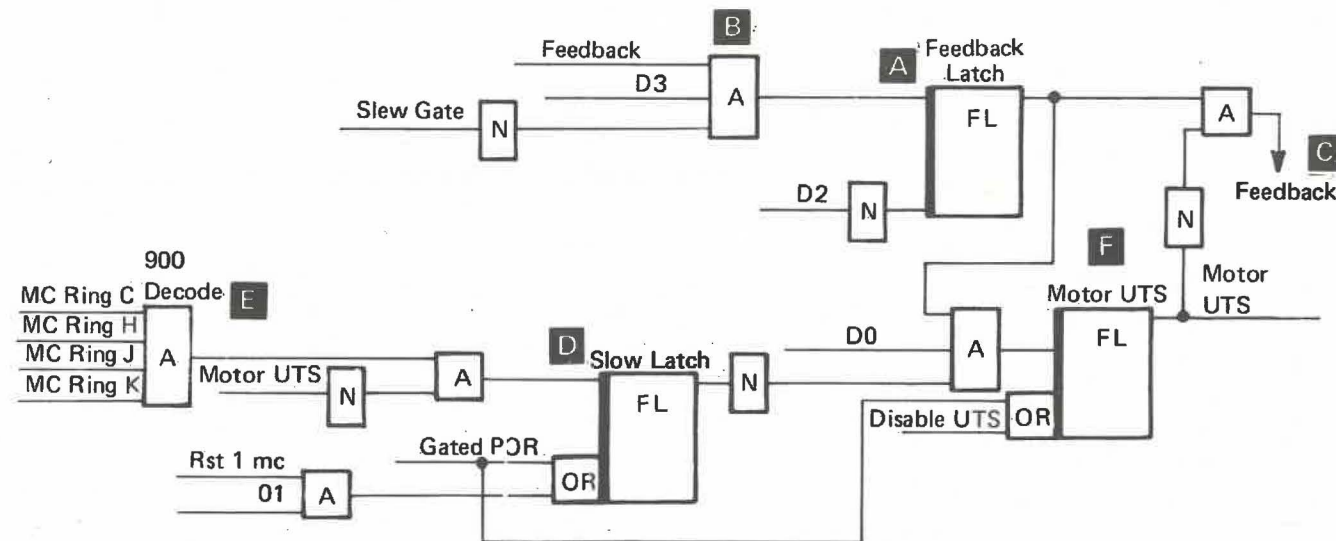 B
Feedback
A
Feedback
Latch
D3
A
FL
A
Slew Gate
N
C
Feedback
D2
N
N
F
900
Decode
E
Motor UTS
Motor
UTS
MC Ring C
MC Ring H
MC Ring J
MC Ring K
A
D
Slow Latch
D0
A
FL
Motor UTS
N
A
FL
N
Disable UTS
OR
Gated POR
Rst 1 mc
01
A
OR